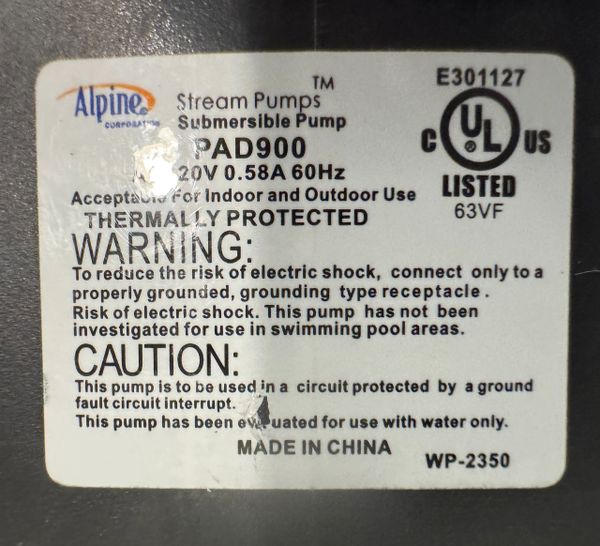 Alpine®
CORPORATION
Stream Pumps™
Submersible Pump
PAD900
20V 0.58A 60Hz
Acceptable For Indoor and Outdoor Use
THERMALLY PROTECTED
E301127
C UL® US
LISTED
63VF
WARNING:
To reduce the risk of electric shock, connect only to a
properly grounded, grounding type receptacle.
Risk of electric shock. This pump has not been
investigated for use in swimming pool areas.
CAUTION:
This pump is to be used in a circuit protected by a ground
fault circuit interrupt.
This pump has been evaluated for use with water only.
MADE IN CHINA
WP-2350